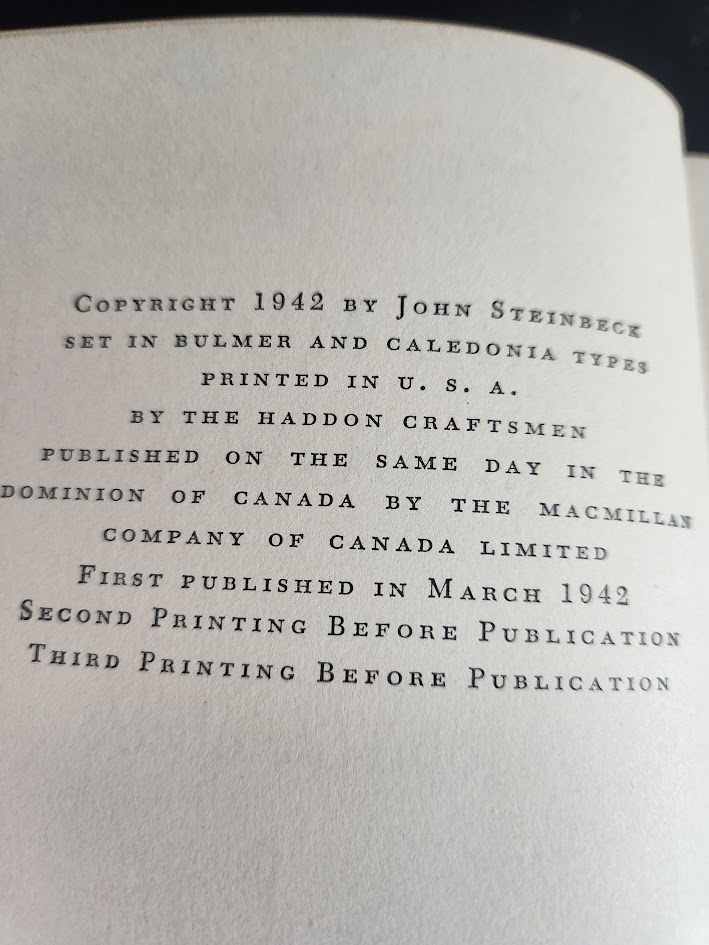 Copyright 1942 by John Steinbeck
set in bulmer and caledonia types
printed in u. s. a.
by the haddon craftsmen
published on the same day in the
dominion of canada by the macmillan
company of canada limited
First published in March 1942
Second Printing Before Publication
Third Printing Before Publication